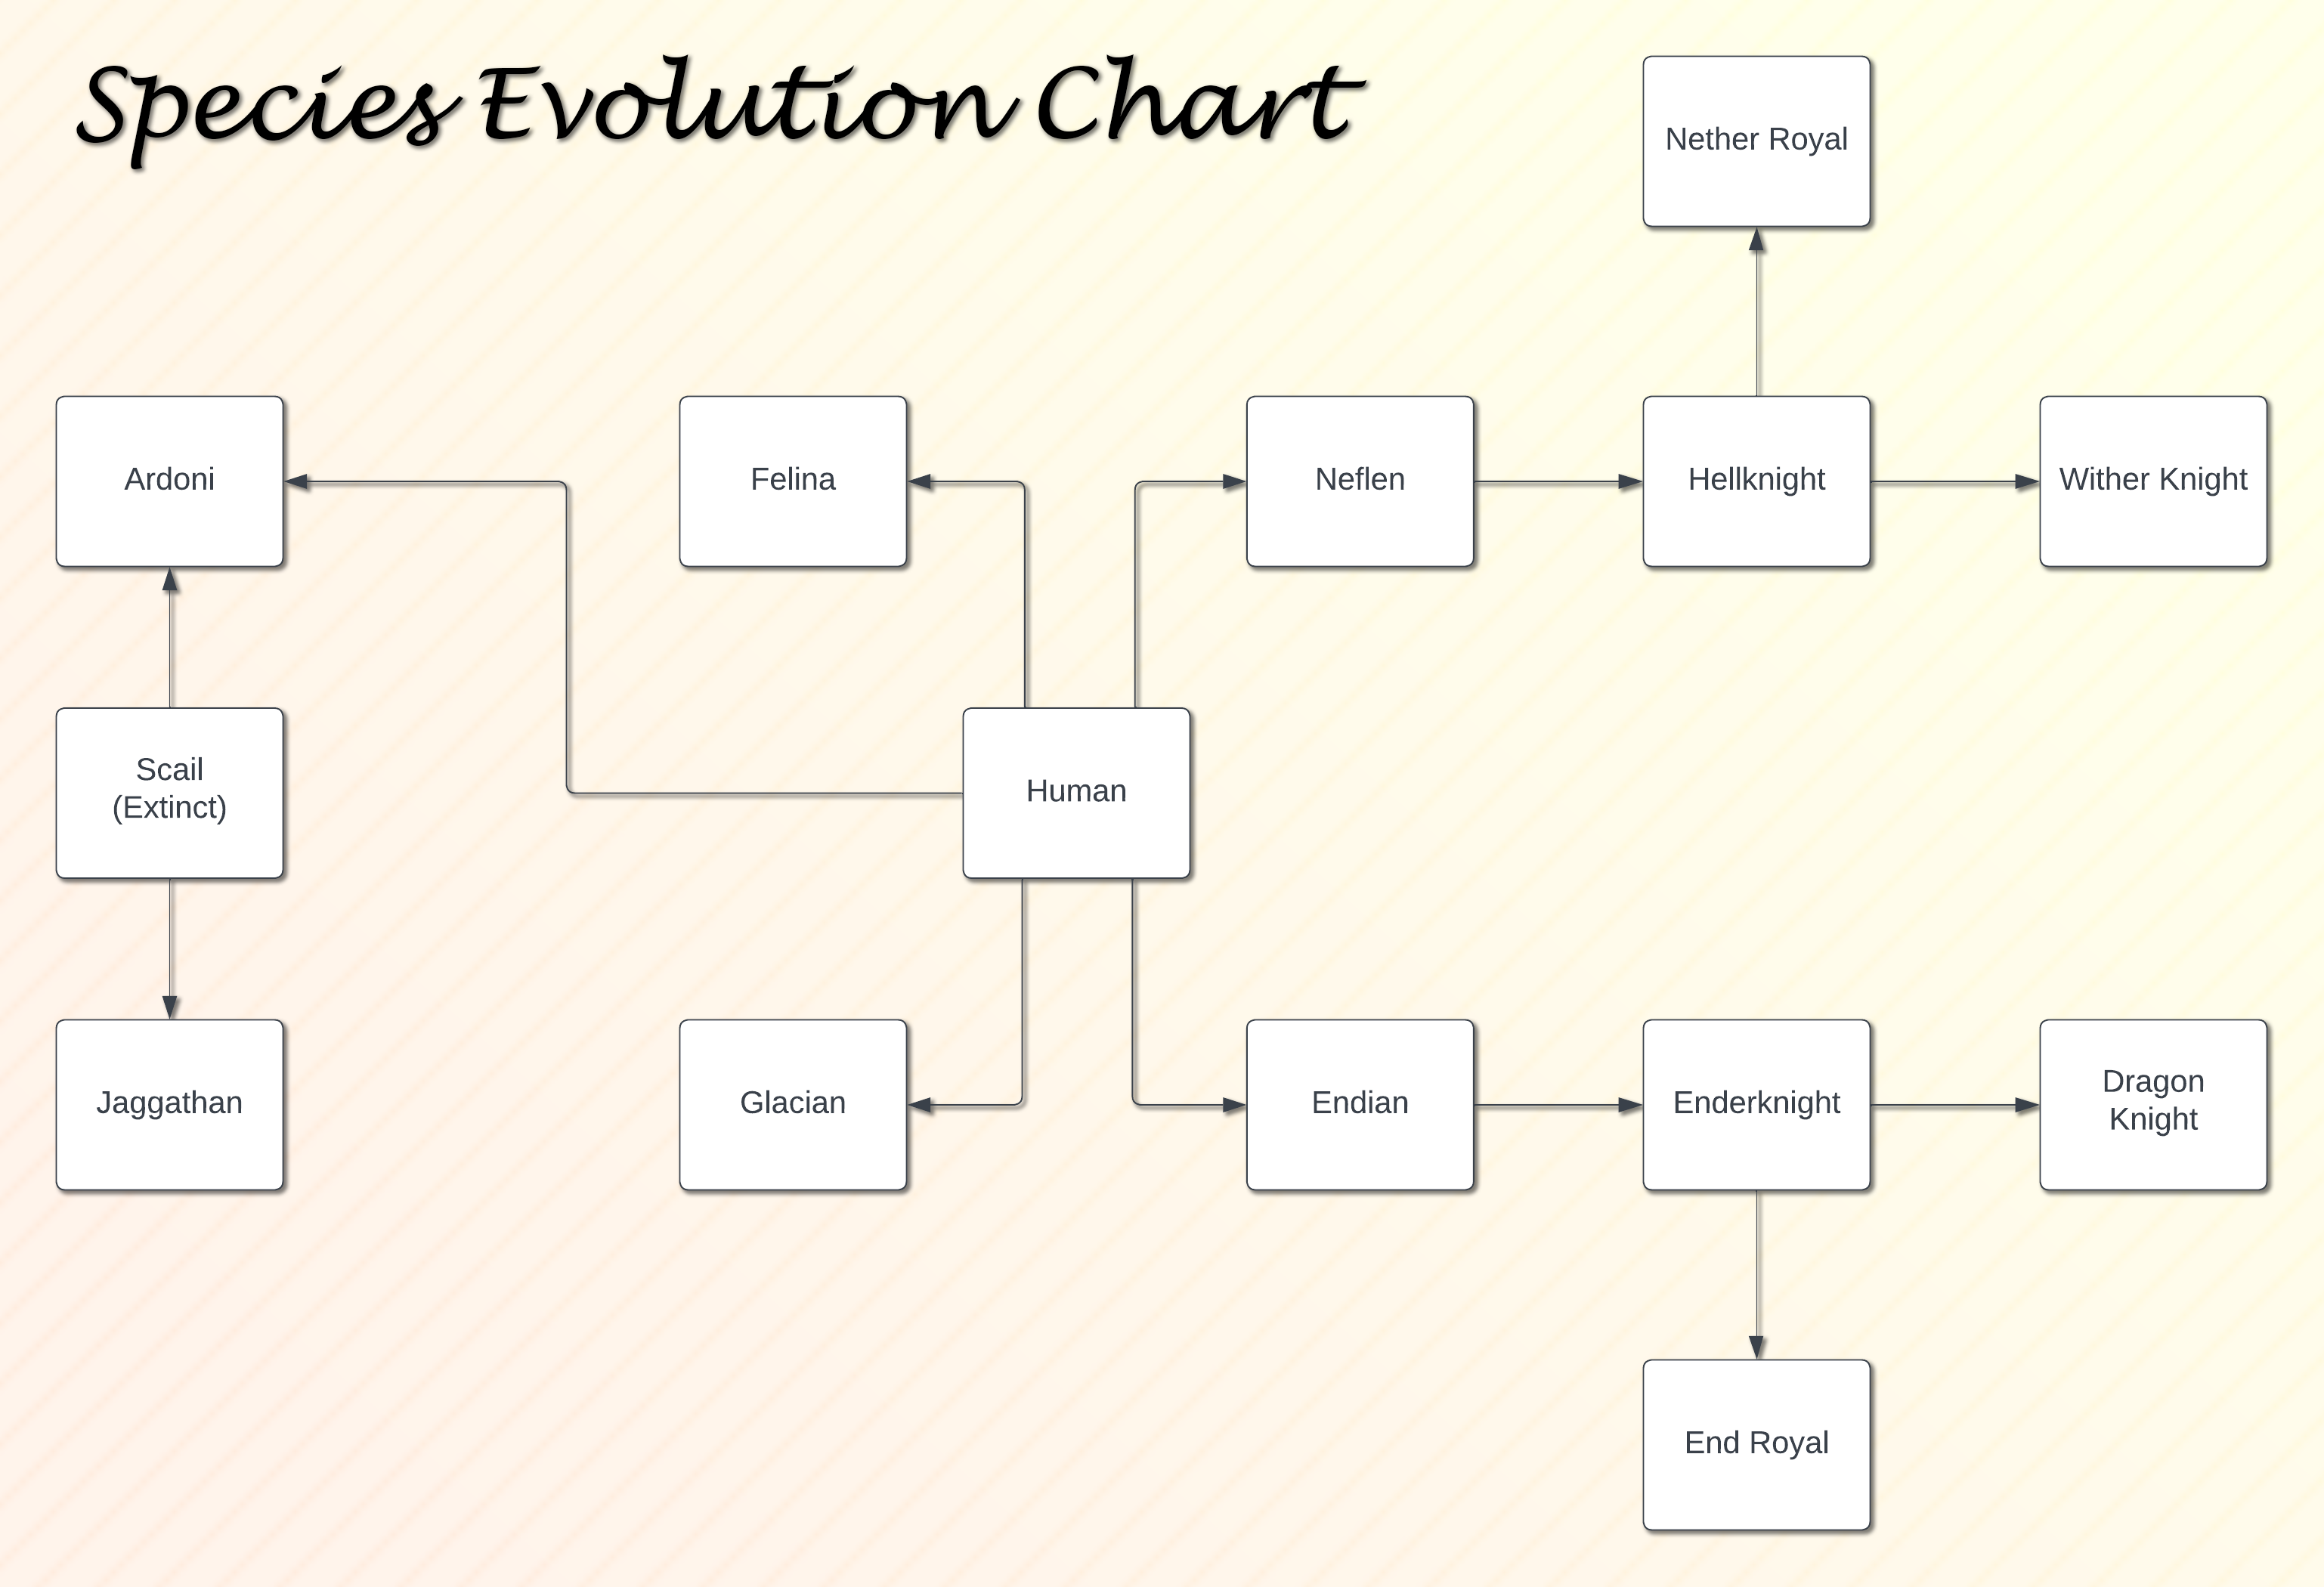 Species Evolution Chart
Nether Royal
Ardoni
Felina
Neflen
Hellknight
Wither Knight
Scail
(Extinct)
Human
Jaggathan
Glacian
Endian
Enderknight
Dragon
Knight
End Royal